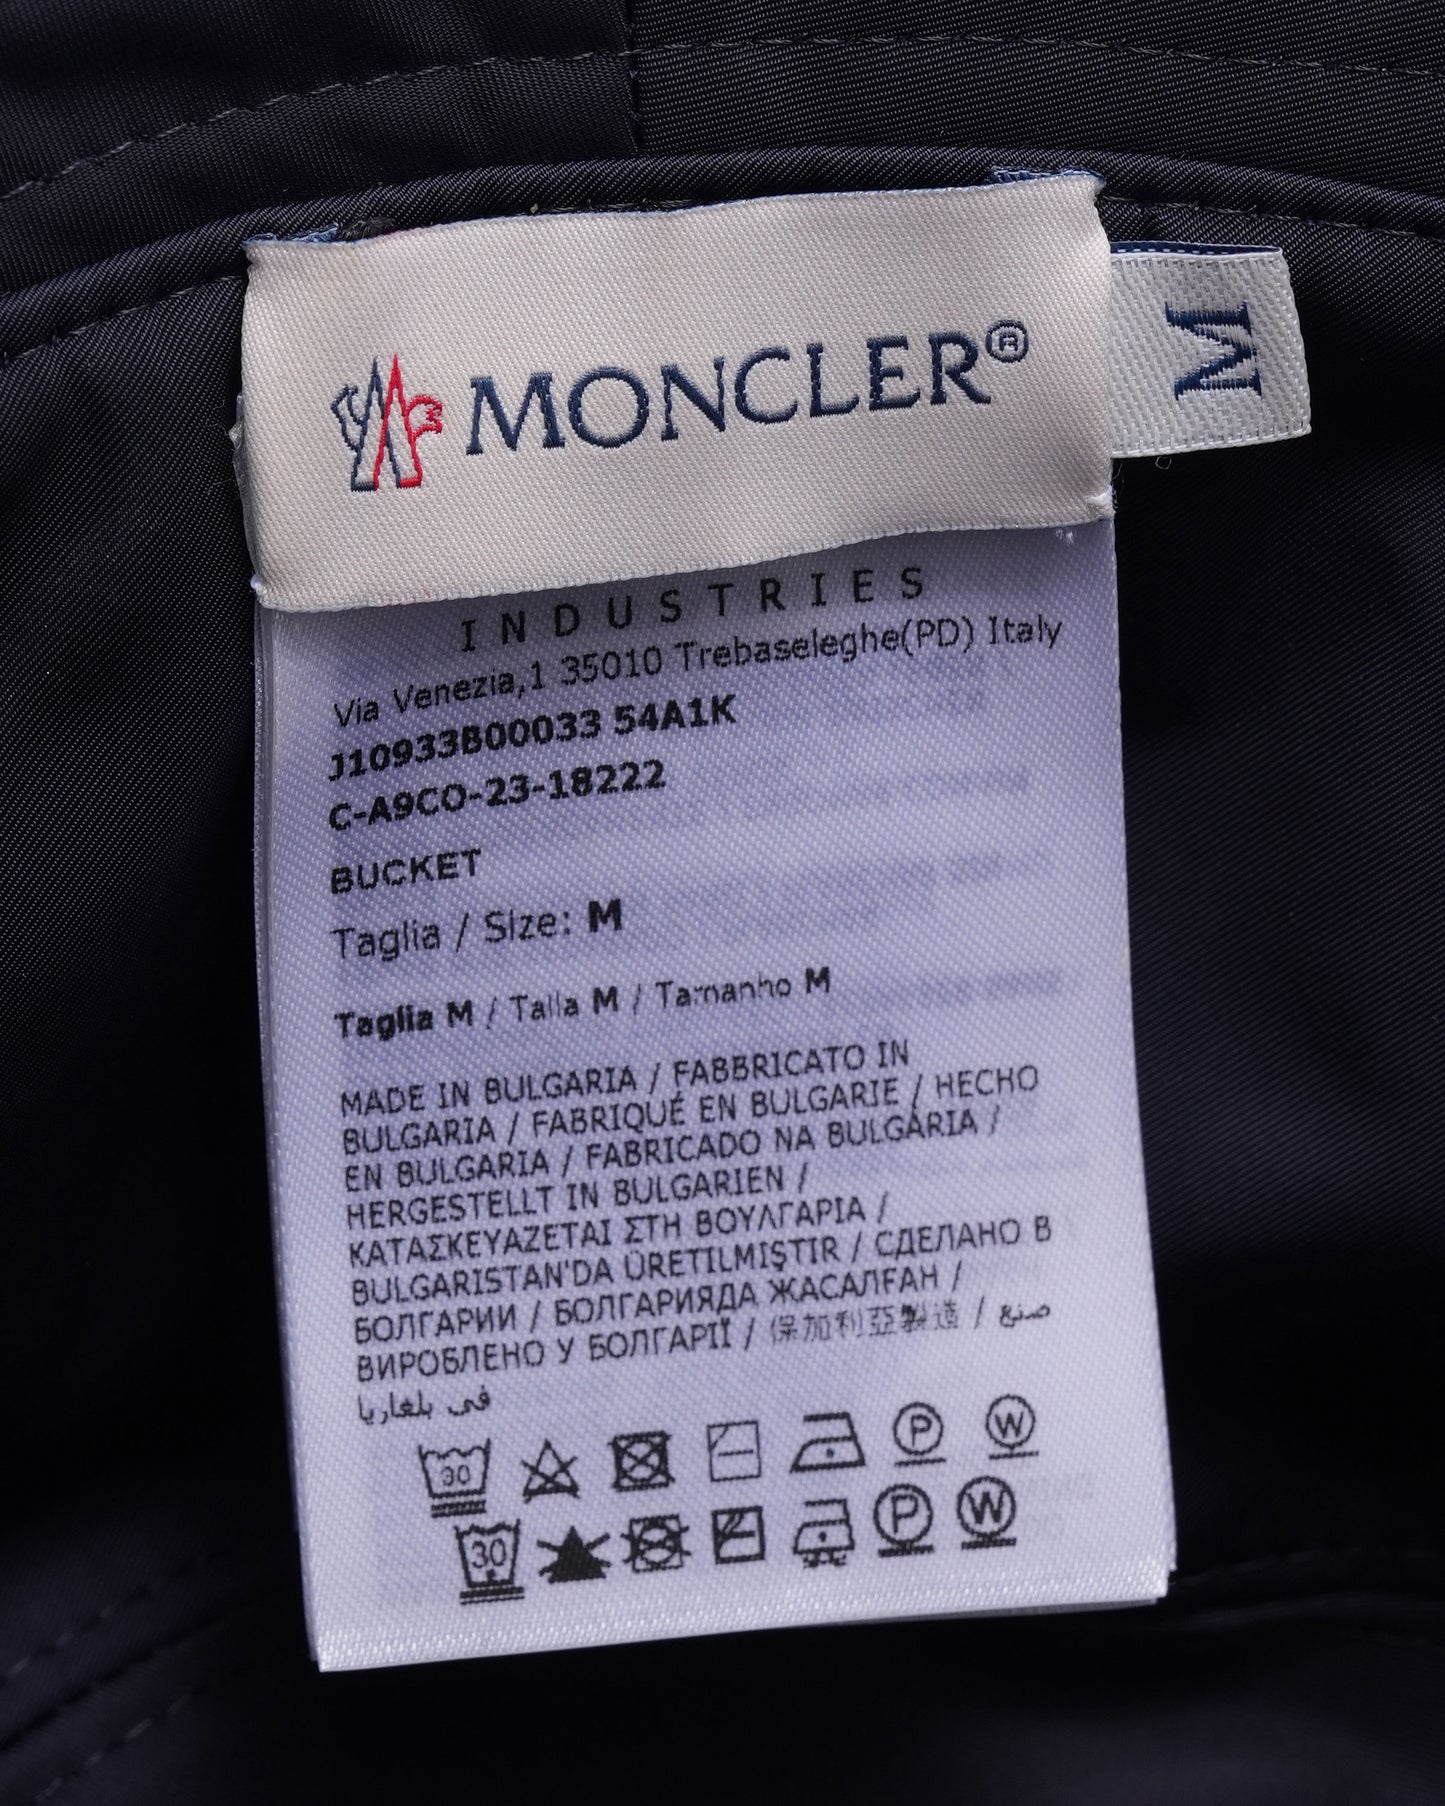 MONCLER®
M
INDUSTRIES
Via Venezia,1 35010 Trebaseleghe(PD) Italy
J10933B00033 54A1K
C-A9CO-23-18222
BUCKET
Taglia / Size: M
Taglia M / Talla M / Tamanho M
MADE IN BULGARIA / FABBRICATO IN
BULGARIA / FABRIQUÉ EN BULGARIE / HECHO
EN BULGARIA / FABRICADO NA BULGÁRIA /
HERGESTELLT IN BULGARIEN /
ΚΑΤΑΣΚΕΥΑΖΕΤΑΙ ΣΤΗ ΒΟΥΛΓΑΡΙΑ /
BULGARISTAN'DA ÜRETILMIŞTIR / СДЕЛАНО В
БОЛГАРИИ / БОЛГАРИЯДА ЖАСАЛҒАН /
ВИРОБЛЕНО У БОЛГАРІЇ / 保加利亞製造 / صنع
في بلغاريا
30 P W
30 P W